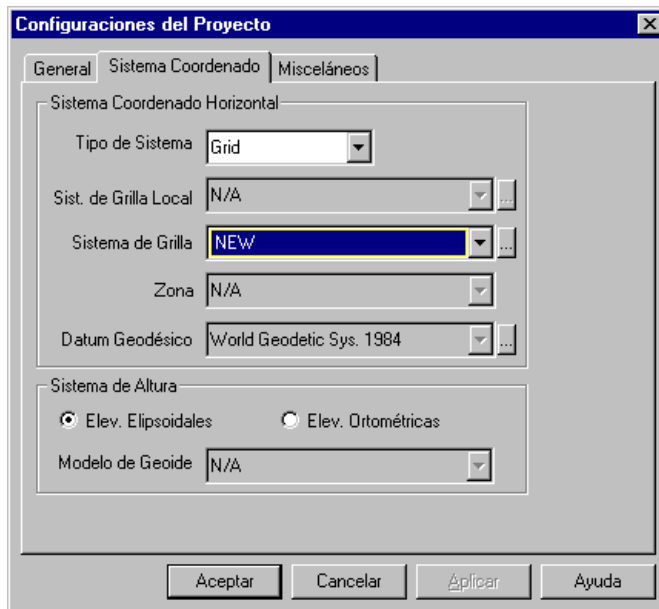 Configuraciones del Proyecto
General Sistema Coordenado Misceláneos
Sistema Coordenado Horizontal
Tipo de Sistema Grid
Sist. de Grilla Local N/A ...
Sistema de Grilla NEW ...
Zona N/A
Datum Geodésico World Geodetic Sys. 1984 ...
Sistema de Altura
Elev. Elipsoidales Elev. Ortométricas
Modelo de Geoide N/A
Aceptar Cancelar Aplicar Ayuda